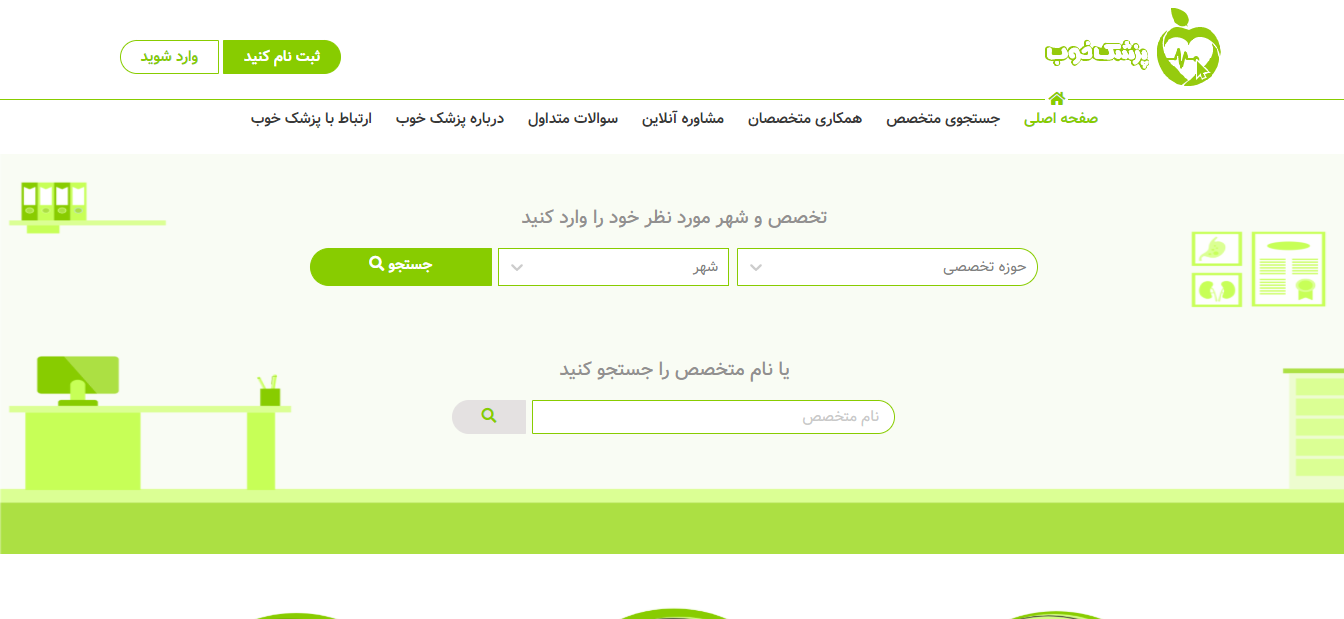 پزشک خوب
ثبت نام کنید
وارد شوید
صفحه اصلی
جستجوی متخصص
همکاری متخصصان
مشاوره آنلاین
سوالات متداول
درباره پزشک خوب
ارتباط با پزشک خوب
تخصص و شهر مورد نظر خود را وارد کنید
حوزه تخصصی
شهر
جستجو
یا نام متخصص را جستجو کنید
نام متخصص